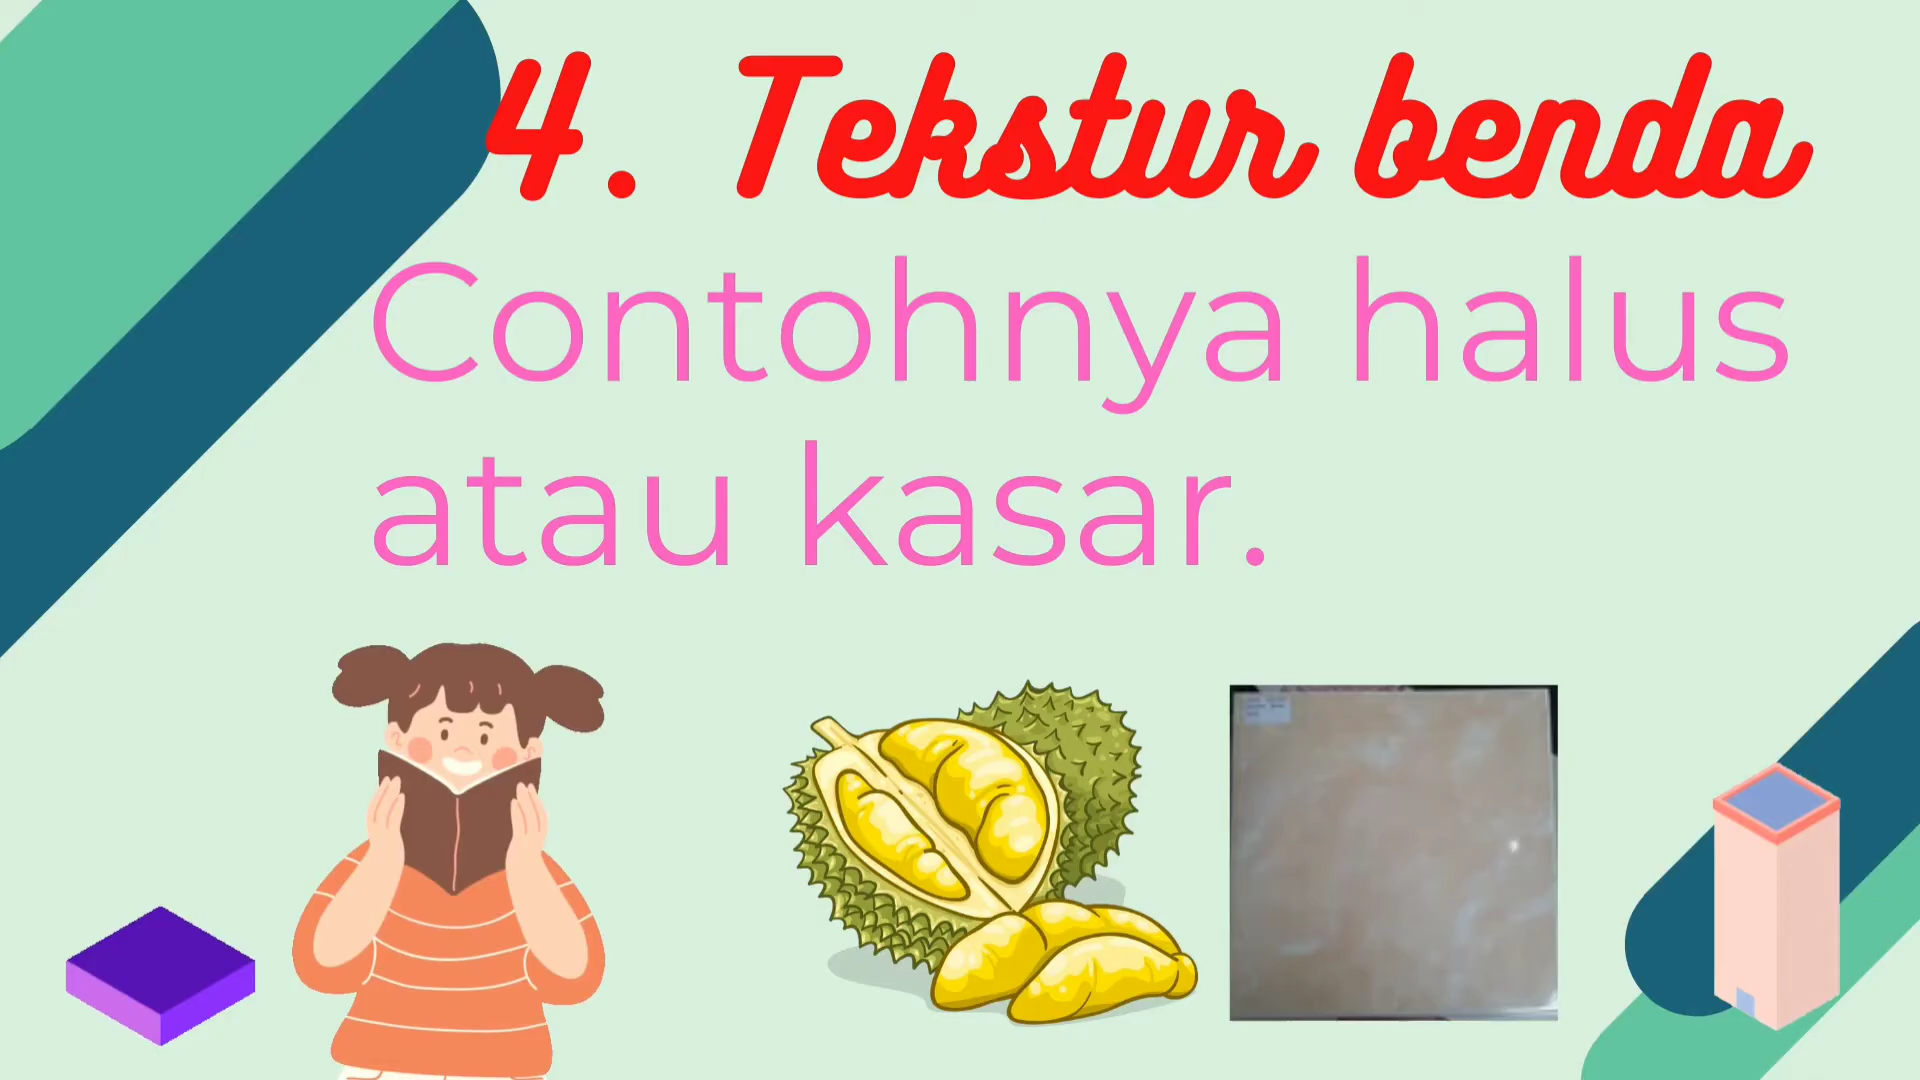 4. Tekstur benda
Contohnya halus
atau kasar.